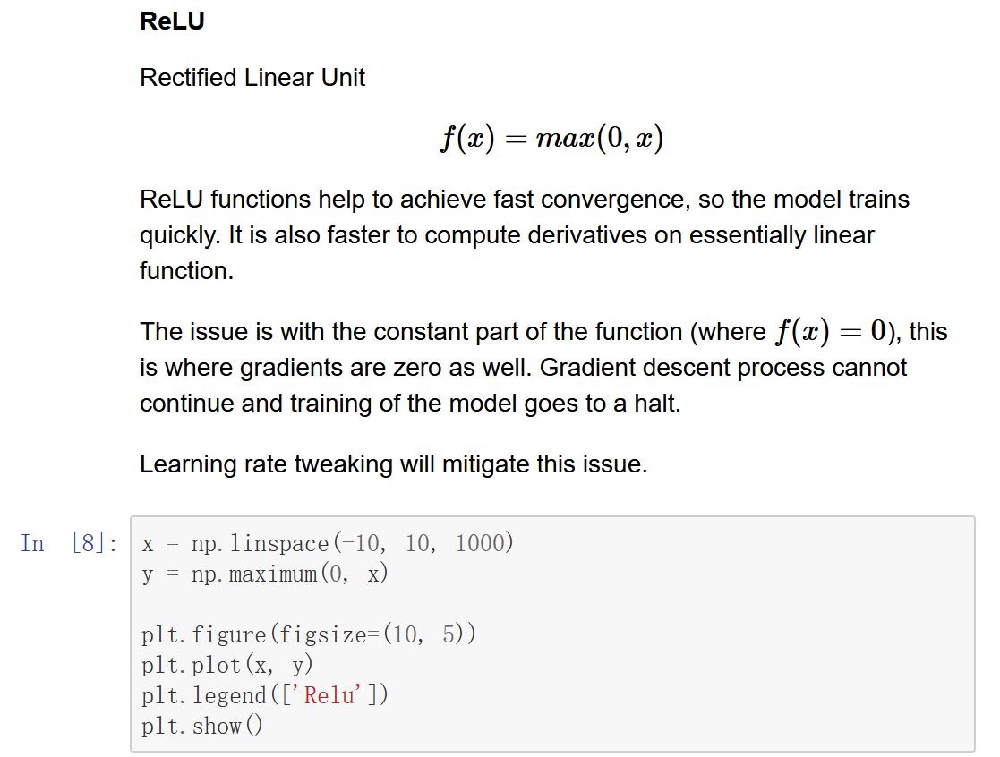 ReLU
Rectified Linear Unit
f(x) = max(0, x)
ReLU functions help to achieve fast convergence, so the model trains
quickly. It is also faster to compute derivatives on essentially linear
function.
The issue is with the constant part of the function (where f(x) = 0), this
is where gradients are zero as well. Gradient descent process cannot
continue and training of the model goes to a halt.
Learning rate tweaking will mitigate this issue.
In [8]: x = np.linspace(-10, 10, 1000)
y = np.maximum(0, x)
plt.figure(figsize=(10, 5))
plt.plot(x, y)
plt.legend(['Relu'])
plt.show()